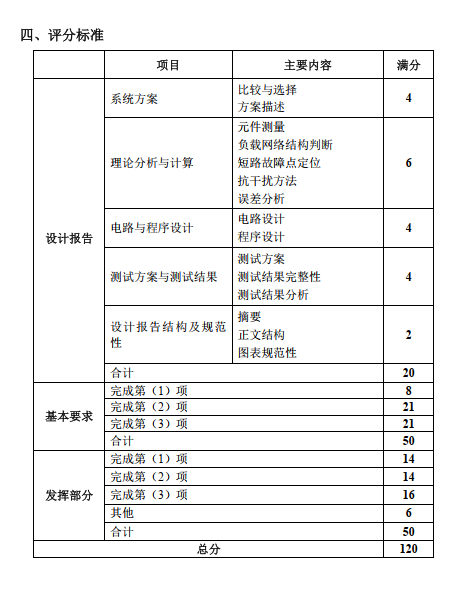 四、评分标准
项目 主要内容 满分
设计报告
系统方案
比较与选择
方案描述
4
理论分析与计算
元件测量
负载网络结构判断
短路故障点定位
抗干扰方法
误差分析
6
电路与程序设计
电路设计
程序设计
4
测试方案与测试结果
测试方案
测试结果完整性
测试结果分析
4
设计报告结构及规范
性
摘要
正文结构
图表规范性
2
合计 20
基本要求
完成第（1）项 8
完成第（2）项 21
完成第（3）项 21
合计 50
发挥部分
完成第（1）项 14
完成第（2）项 14
完成第（3）项 16
其他 6
合计 50
总分 120